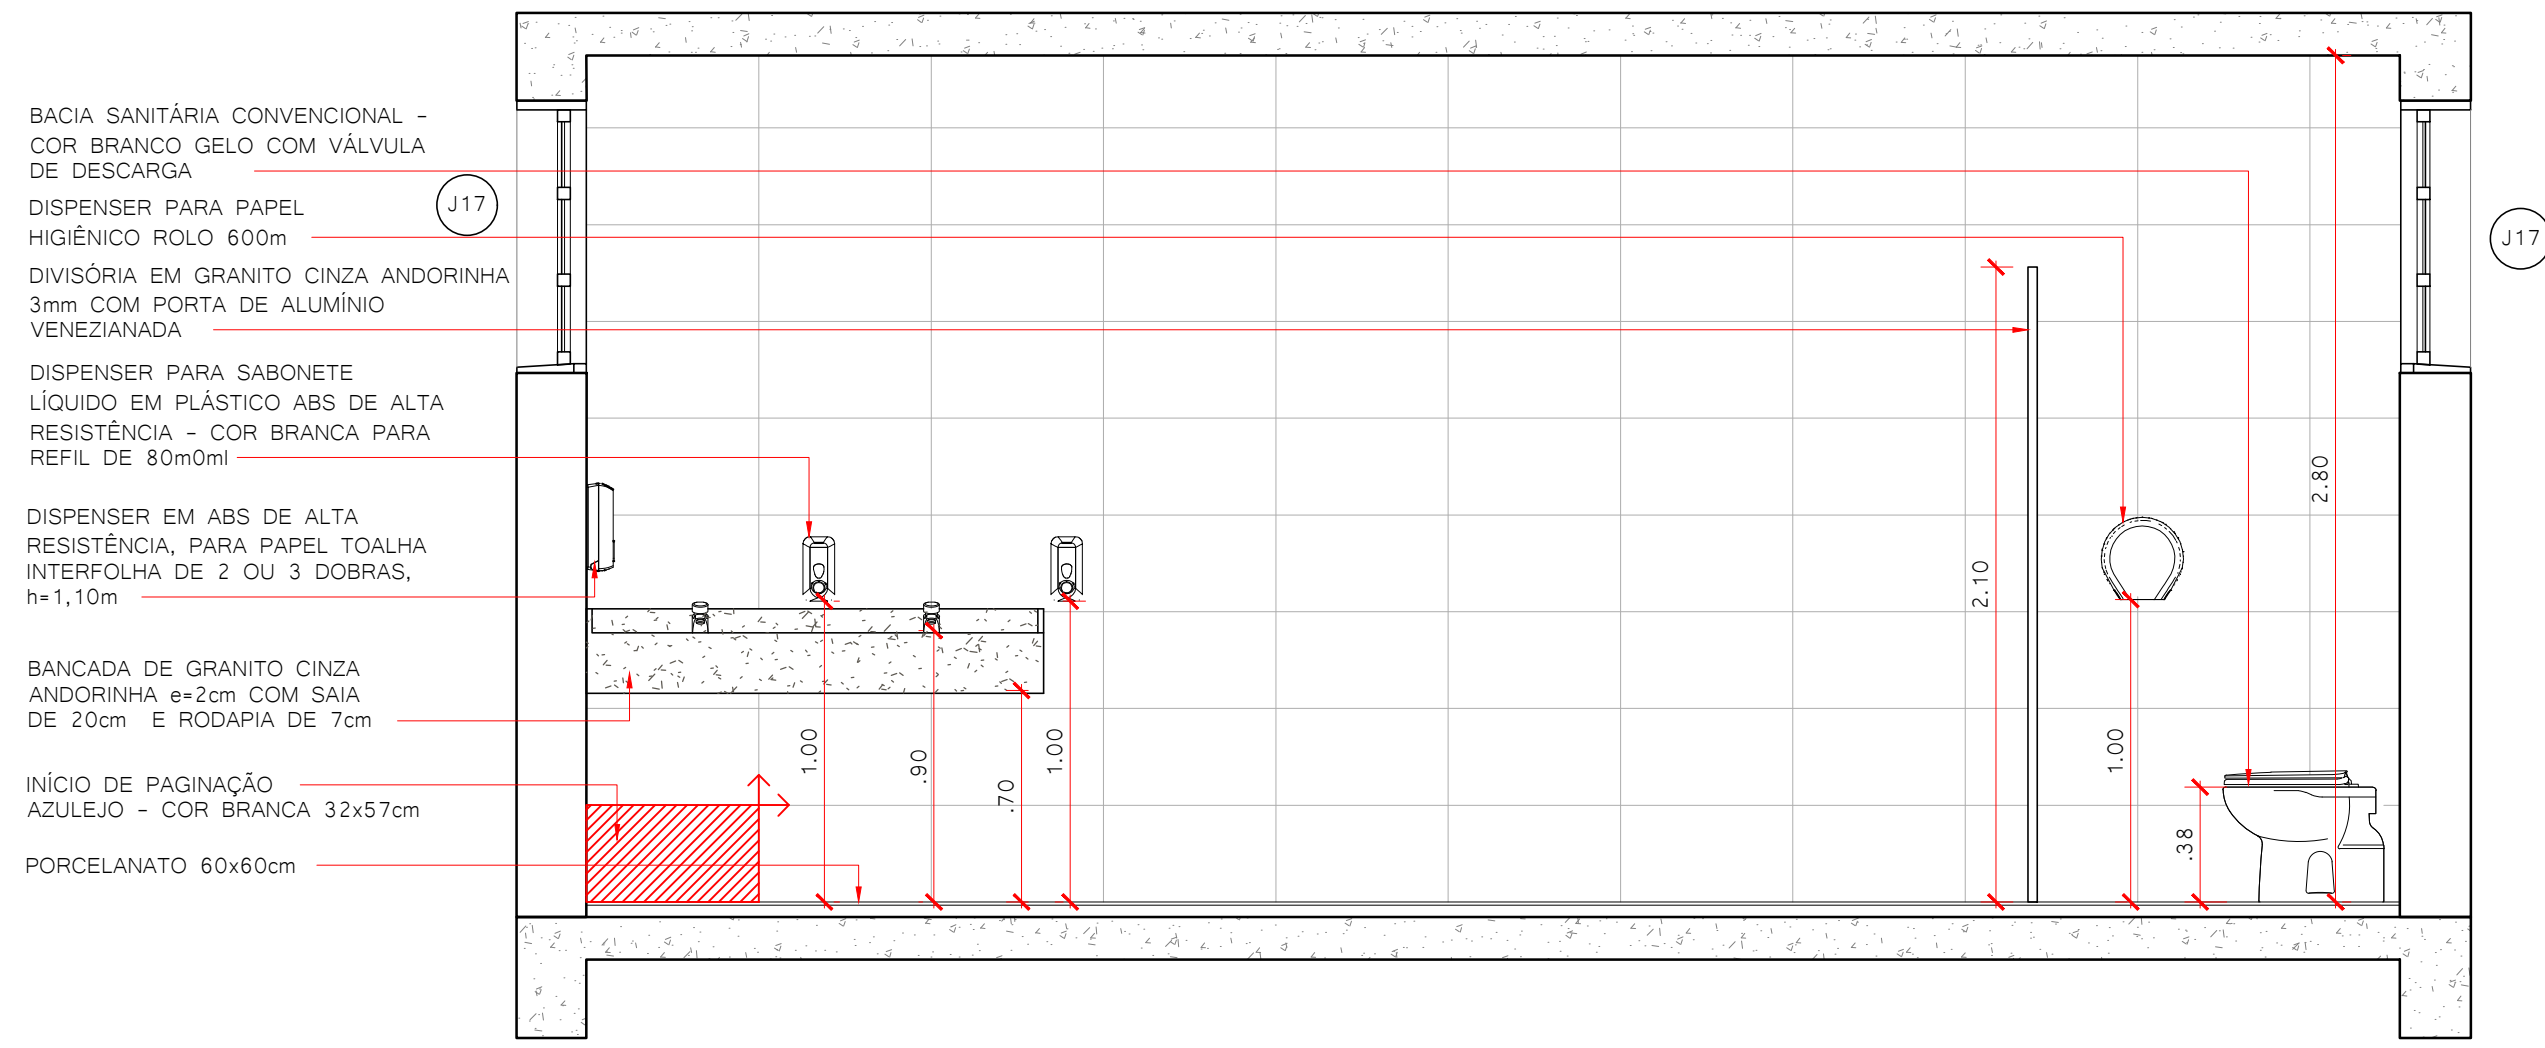 BACIA SANITÁRIA CONVENCIONAL -
COR BRANCO GELO COM VÁLVULA
DE DESCARGA
J17
DISPENSER PARA PAPEL
HIGIÊNICO ROLO 600m
J17
DIVISÓRIA EM GRANITO CINZA ANDORINHA
3mm COM PORTA DE ALUMÍNIO
VENEZIANADA
DISPENSER PARA SABONETE
LÍQUIDO EM PLÁSTICO ABS DE ALTA
RESISTÊNCIA - COR BRANCA PARA
REFIL DE 80m0ml
DISPENSER EM ABS DE ALTA
RESISTÊNCIA, PARA PAPEL TOALHA
INTERFOLHA DE 2 OU 3 DOBRAS,
h=1,10m
BANCADA DE GRANITO CINZA
ANDORINHA e=2cm COM SAIA
DE 20cm E RODAPIA DE 7cm
INÍCIO DE PAGINAÇÃO
AZULEJO - COR BRANCA 32x57cm
PORCELANATO 60x60cm
1.00
.90
.70
1.00
2.10
1.00
.38
2.80